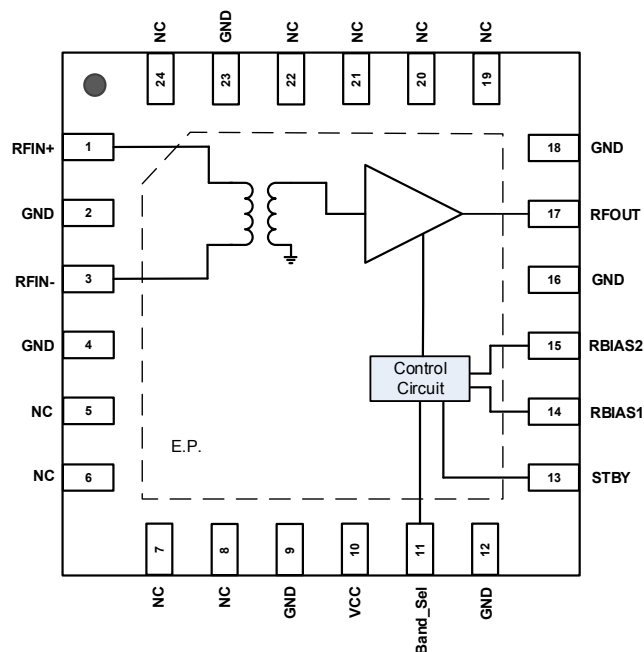 NC GND NC NC NC NC
24 23 22 21 20 19
RFIN+ 1 18 GND
GND 2 17 RFOUT
RFIN- 3 16 GND
GND 4 15 RBIAS2
Control
Circuit
NC 5 14 RBIAS1
E.P.
NC 6 13 STBY
7 8 9 10 11 12
NC NC GND VCC Band_Sel GND